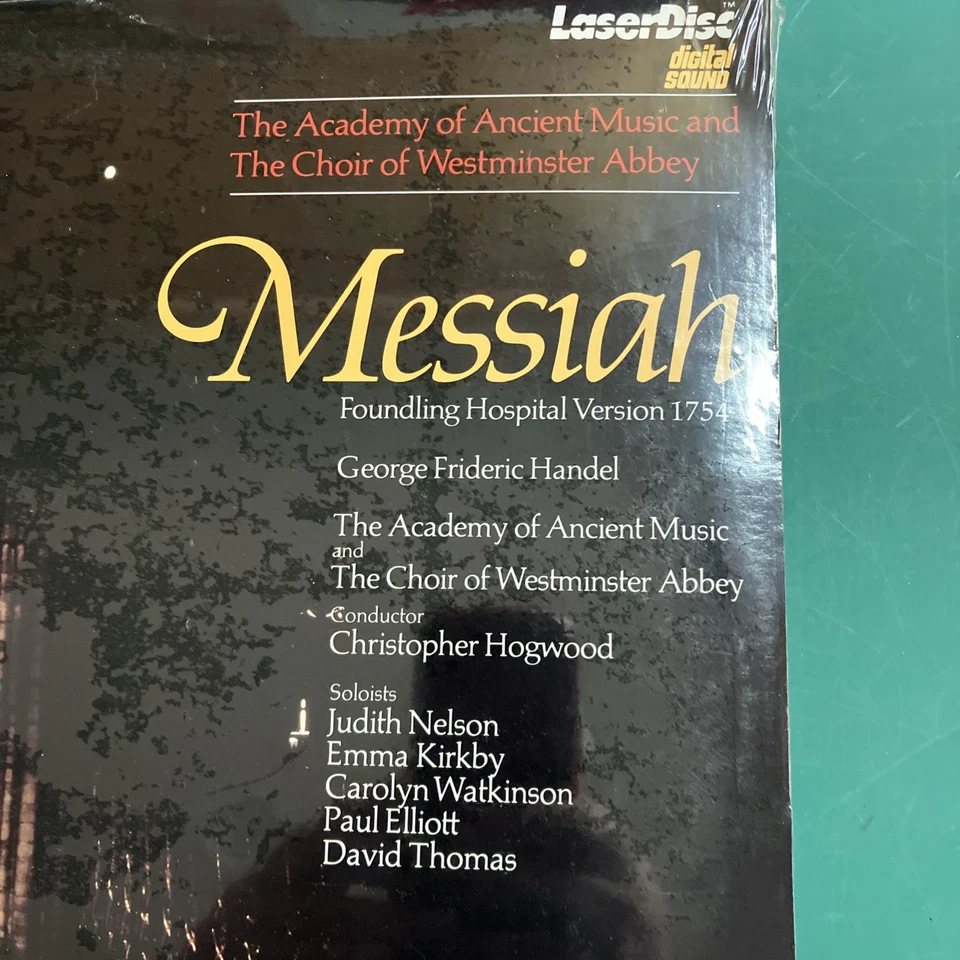 LaserDisc™
digital
SOUND
The Academy of Ancient Music and
The Choir of Westminster Abbey
Messiah
Foundling Hospital Version 1754
George Frideric Handel
The Academy of Ancient Music
and
The Choir of Westminster Abbey
Conductor
Christopher Hogwood
Soloists
Judith Nelson
Emma Kirkby
Carolyn Watkinson
Paul Elliott
David Thomas